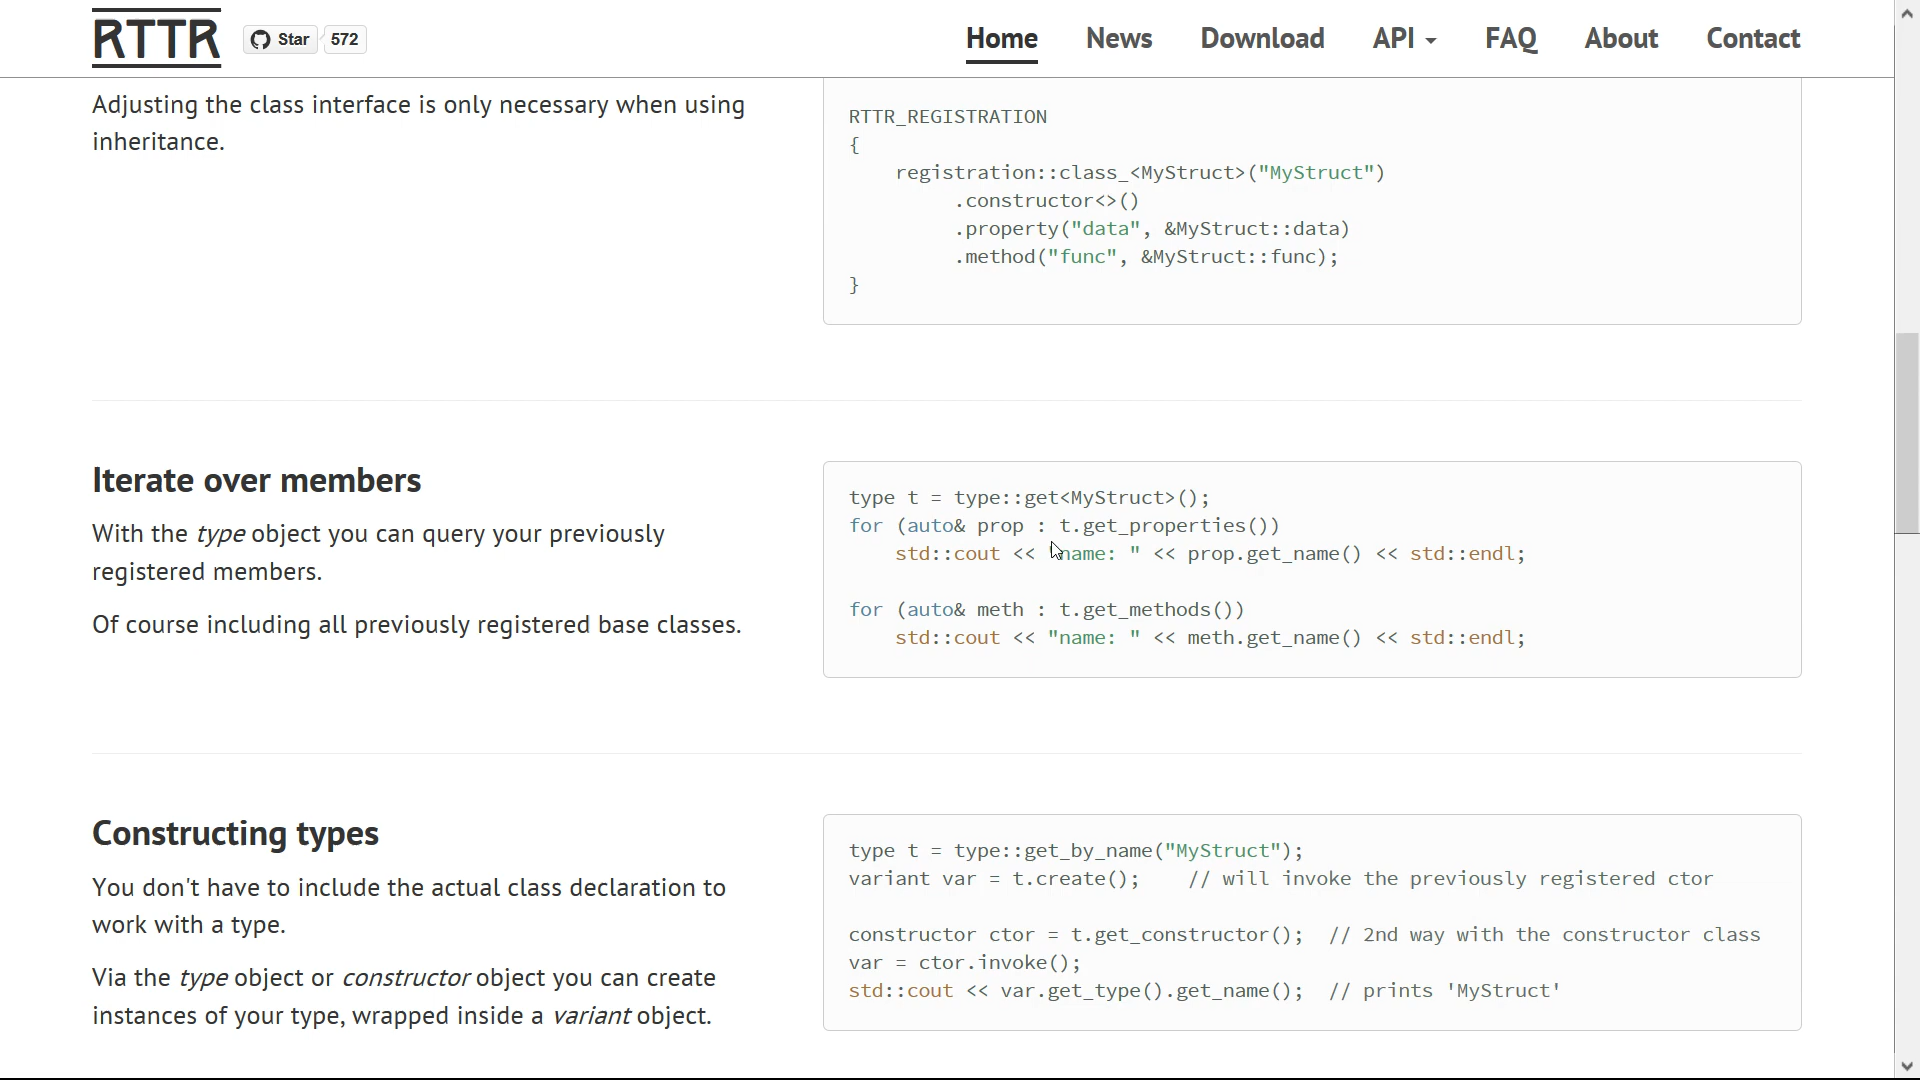 RTTR
Star 572
Home News Download API FAQ About Contact
Adjusting the class interface is only necessary when using
inheritance.
RTTR_REGISTRATION
{
    registration::class_<MyStruct>("MyStruct")
         .constructor<>()
         .property("data", &MyStruct::data)
         .method("func", &MyStruct::func);
}
Iterate over members
With the type object you can query your previously
registered members.
Of course including all previously registered base classes.
type t = type::get<MyStruct>();
for (auto& prop : t.get_properties())
    std::cout << "name: " << prop.get_name() << std::endl;
for (auto& meth : t.get_methods())
    std::cout << "name: " << meth.get_name() << std::endl;
Constructing types
You don't have to include the actual class declaration to
work with a type.
Via the type object or constructor object you can create
instances of your type, wrapped inside a variant object.
type t = type::get_by_name("MyStruct");
variant var = t.create();    // will invoke the previously registered ctor
constructor ctor = t.get_constructor();  // 2nd way with the constructor class
var = ctor.invoke();
std::cout << var.get_type().get_name();  // prints 'MyStruct'